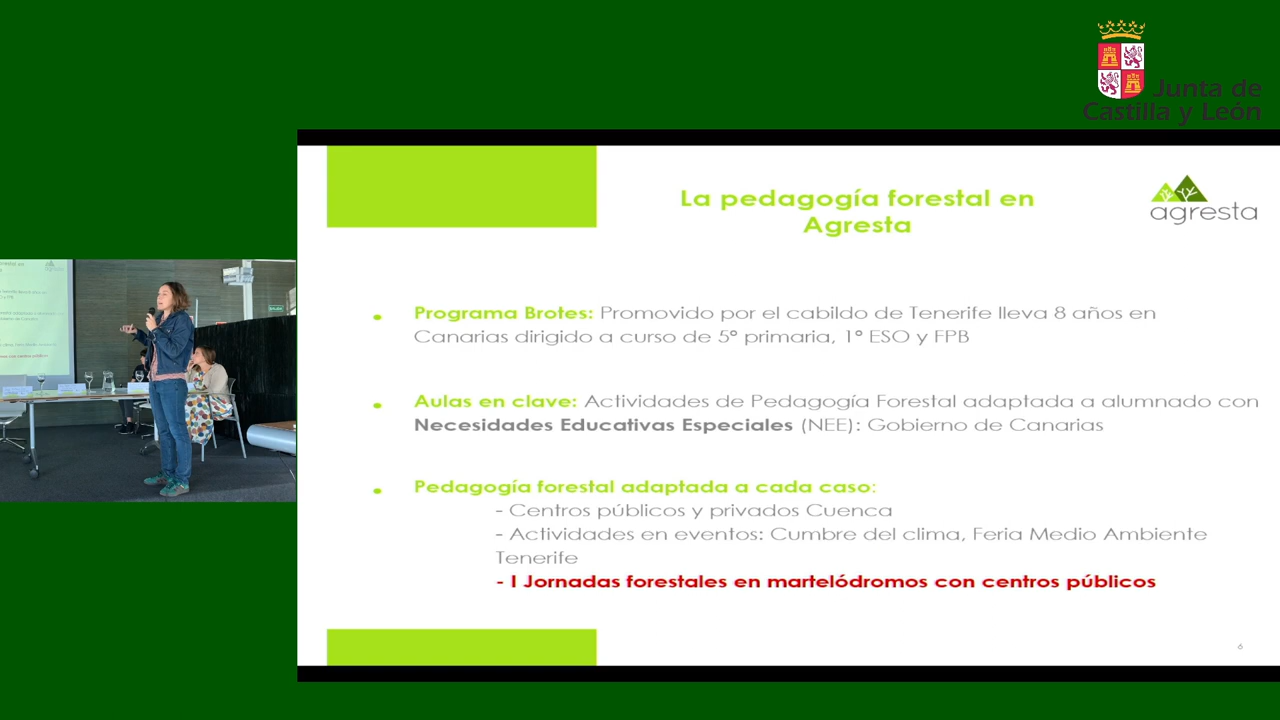 Junta de
Castilla y León
La pedagogía forestal en
Agresta
agresta
Programa Brotes: Promovido por el cabildo de Tenerife lleva 8 años en
Canarias dirigido a curso de 5º primaria, 1º ESO y FPB
Aulas en clave: Actividades de Pedagogía Forestal adaptada a alumnado con
Necesidades Educativas Especiales (NEE): Gobierno de Canarias
Pedagogía forestal adaptada a cada caso:
- Centros públicos y privados Cuenca
- Actividades en eventos: Cumbre del clima, Feria Medio Ambiente
Tenerife
- I Jornadas forestales en martelódromos con centros públicos
6